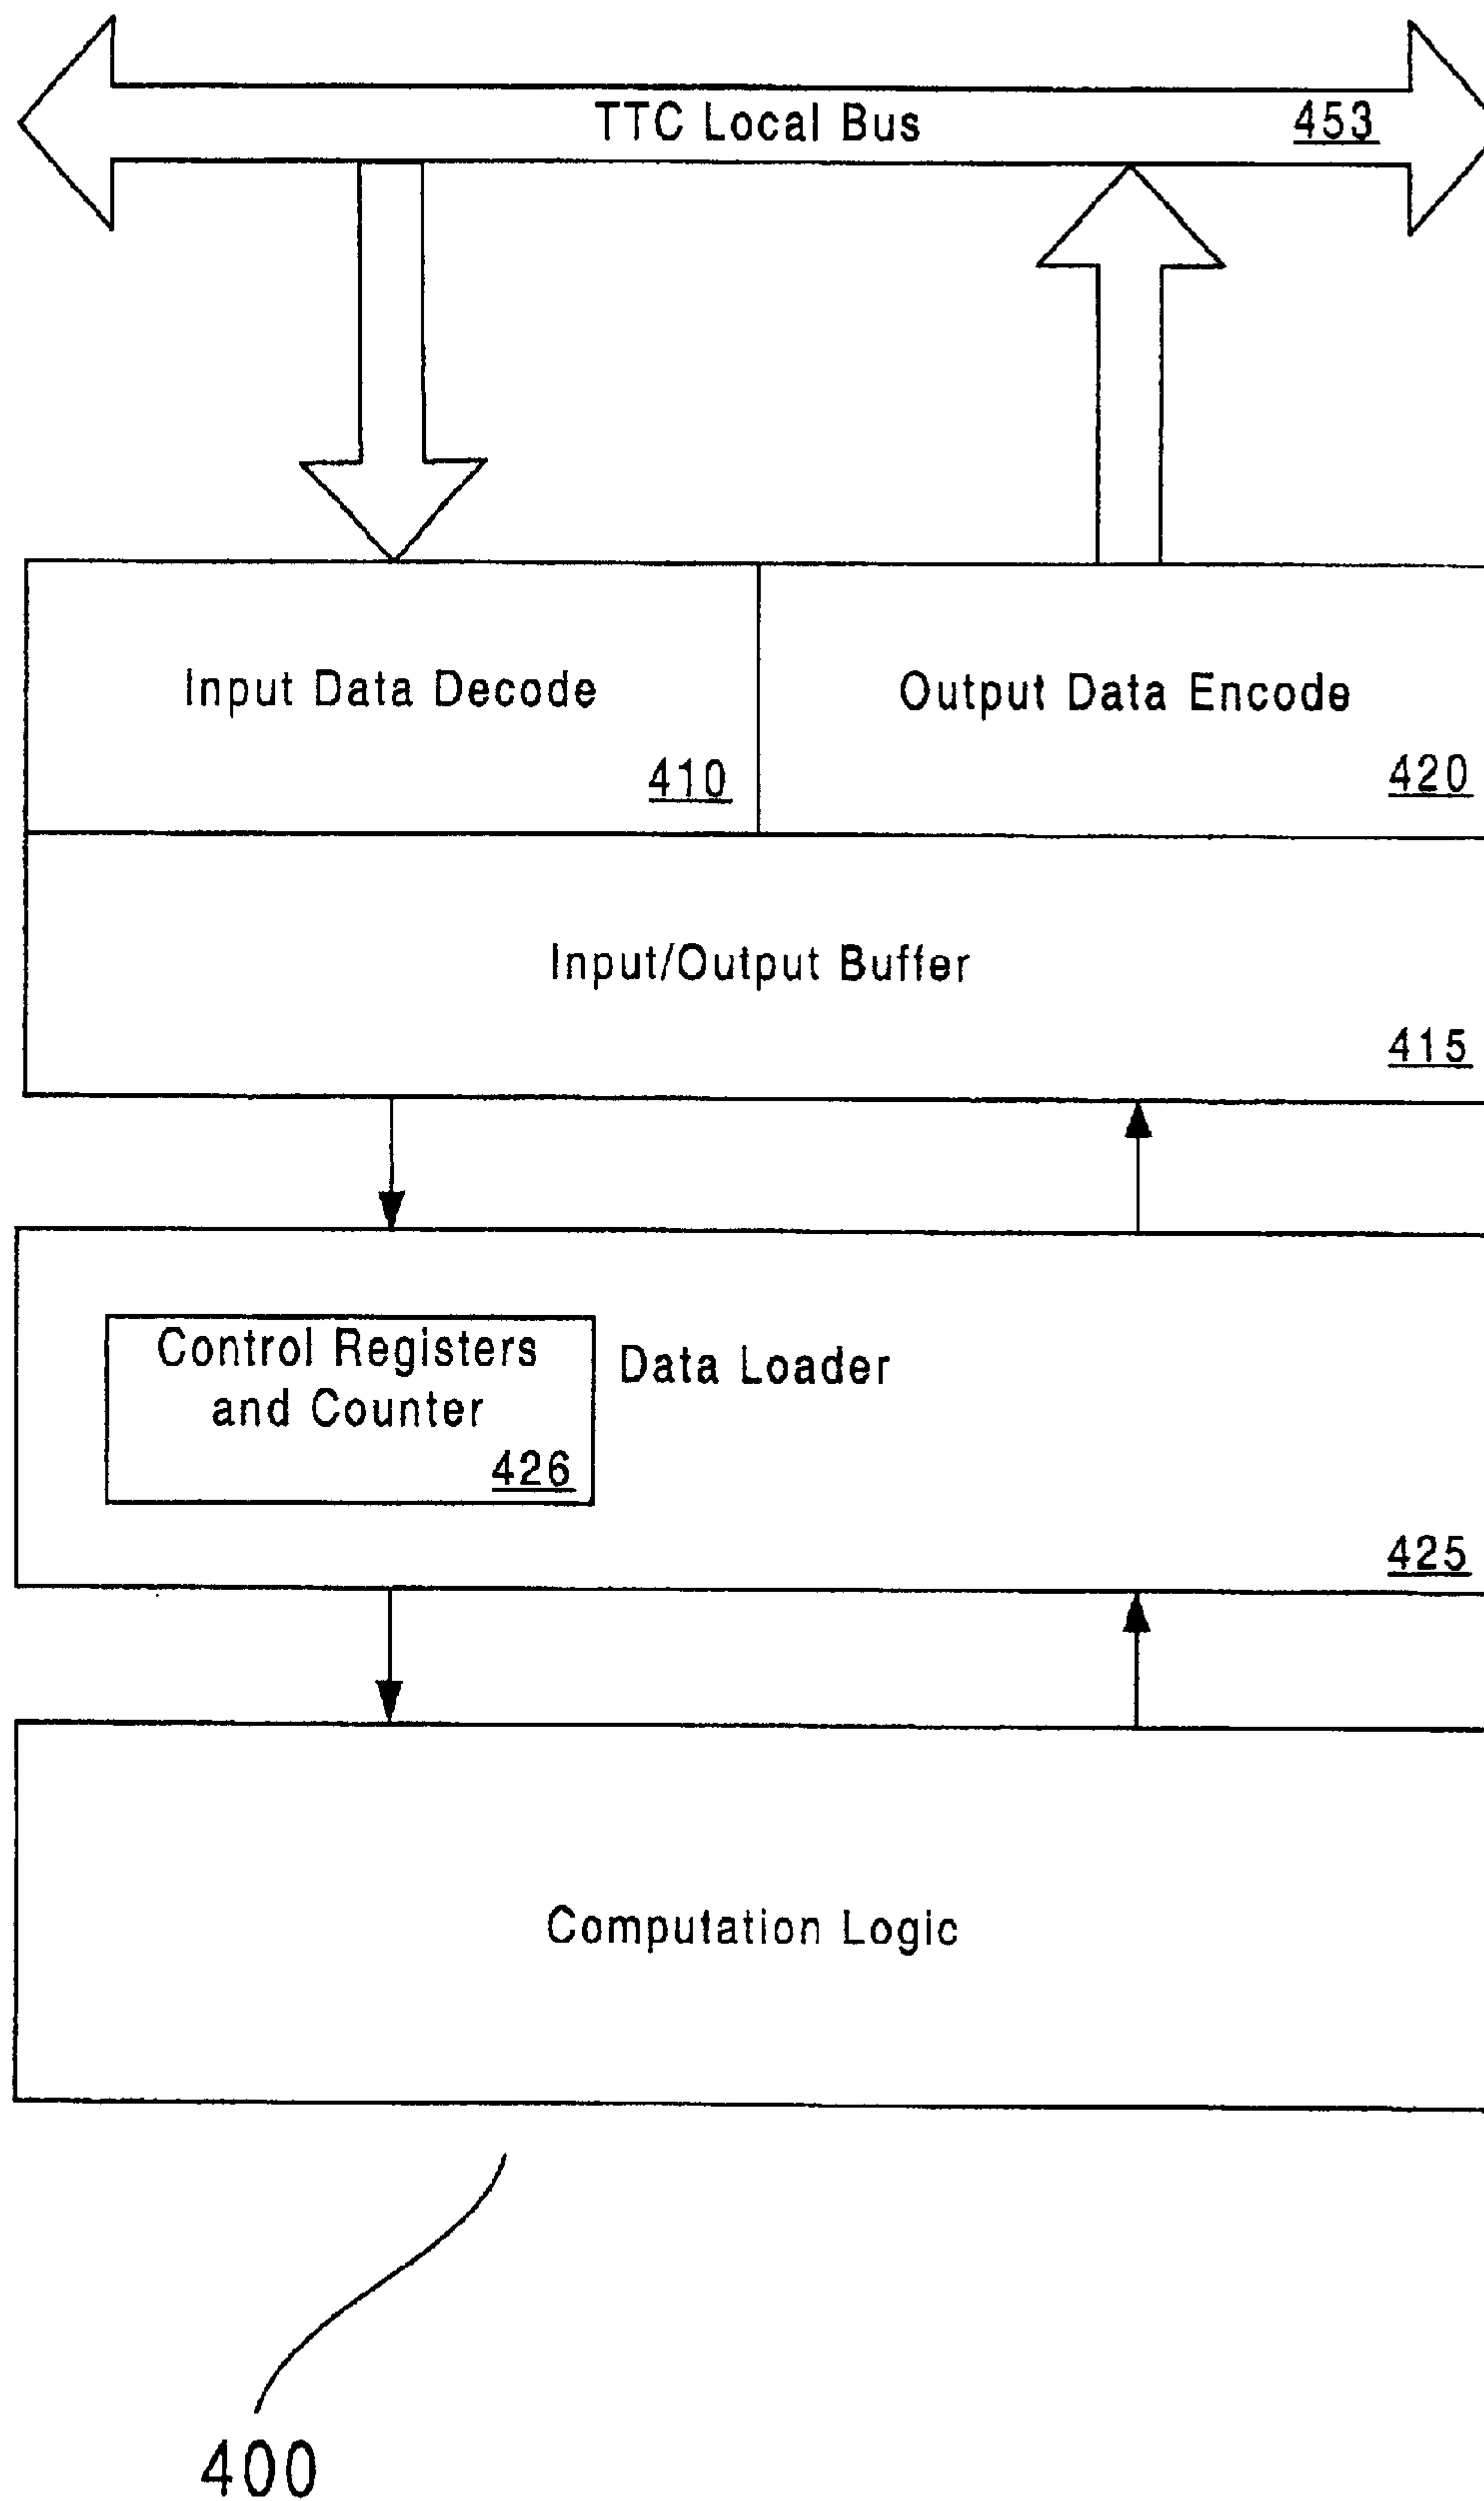 TTC Local Bus 453
Input Data Decode
410
Output Data Encode
420
Input/Output Buffer
415
Control Registers
and Counter
426
Data Loader
425
Computation Logic
400